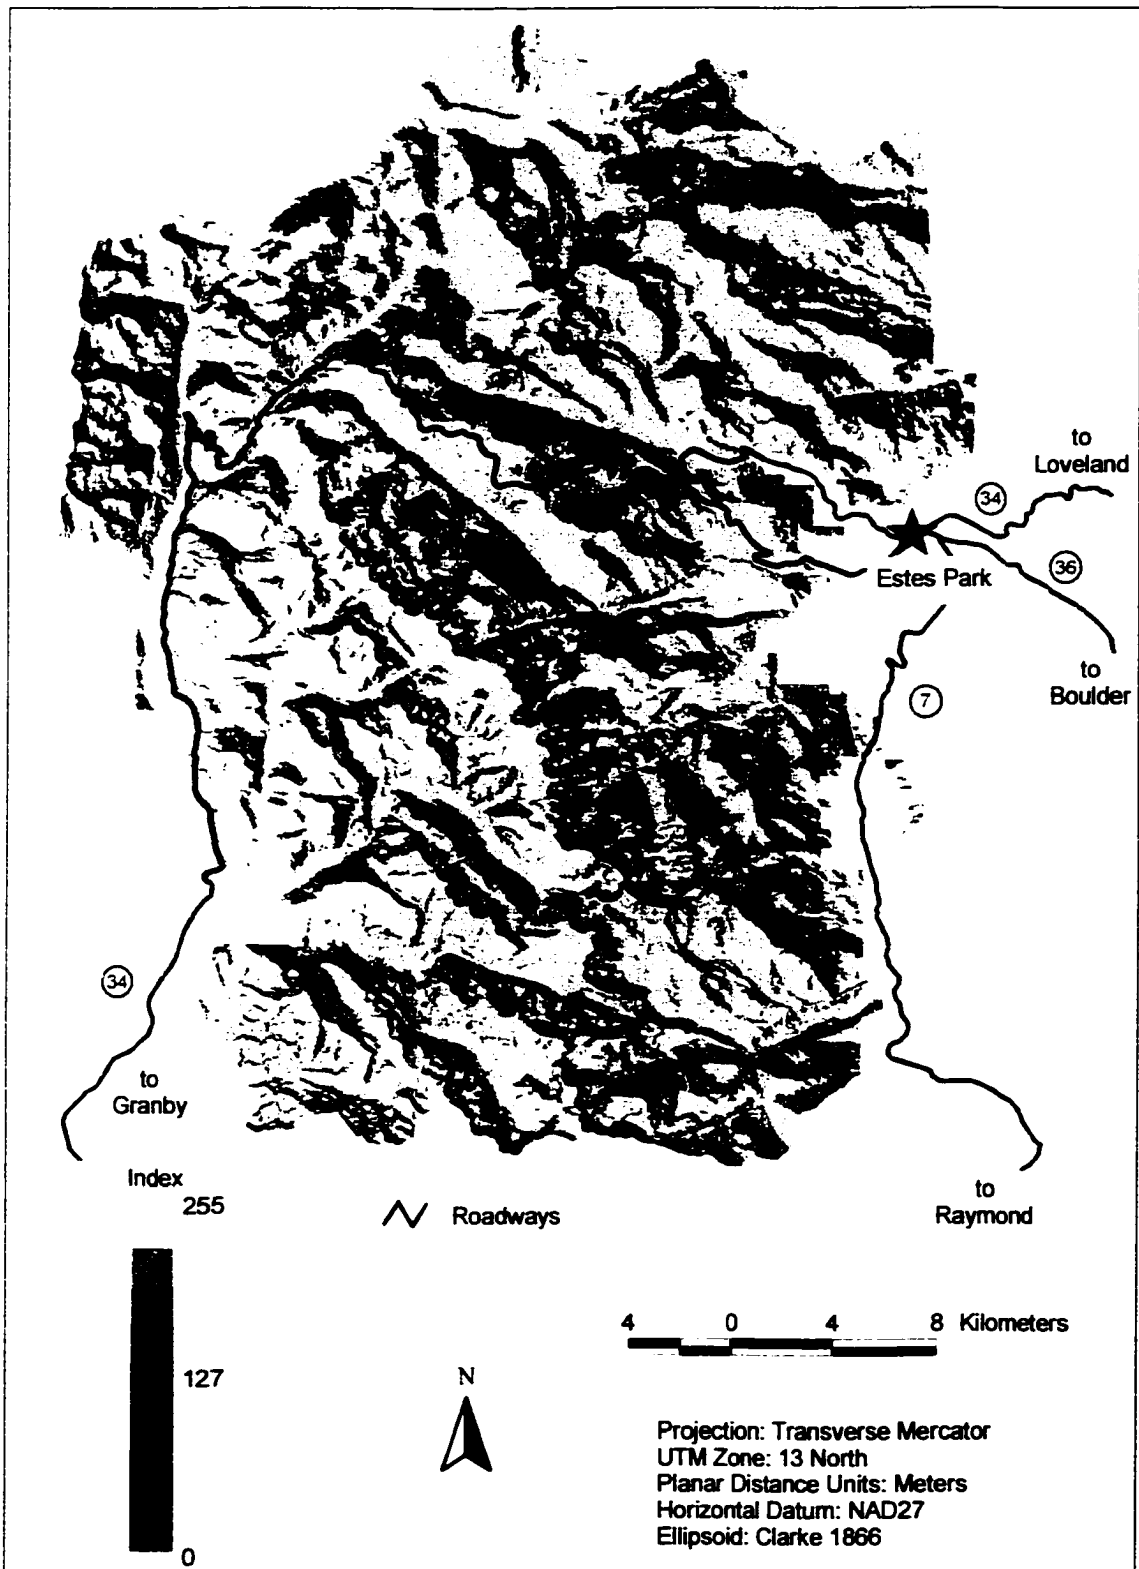 to
Loveland
34
Estes Park
36
to
Boulder
7
34
to
Granby
to
Raymond
Index
255
127
0
Roadways
4 0 4 8 Kilometers
N
Projection: Transverse Mercator
UTM Zone: 13 North
Planar Distance Units: Meters
Horizontal Datum: NAD27
Ellipsoid: Clarke 1866